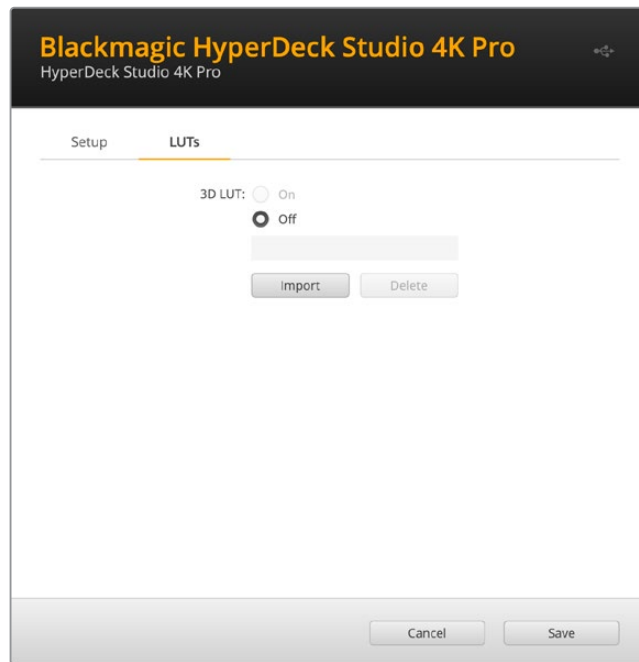 Blackmagic HyperDeck Studio 4K Pro
HyperDeck Studio 4K Pro
Setup LUTs
3D LUT: On
Off
Import Delete
Cancel Save